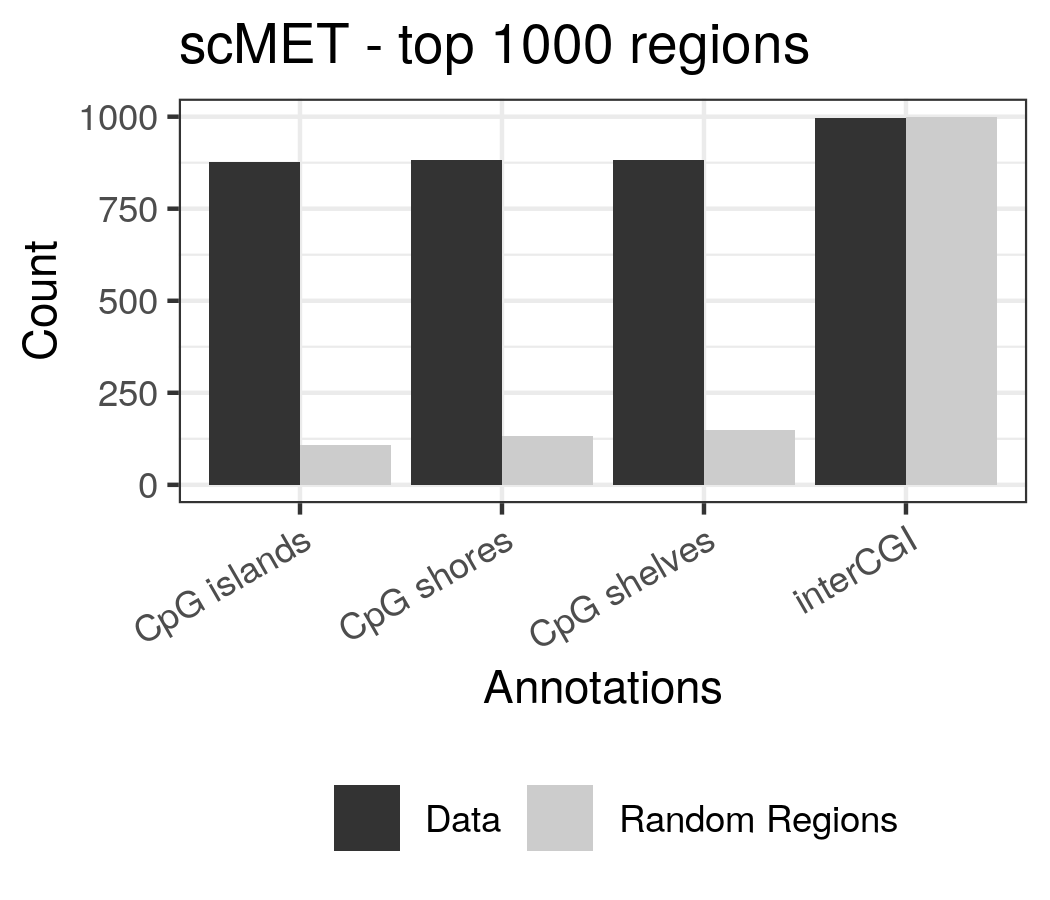 scMET - top 1000 regions
Count
1000
750
500
250
0
CpG islands
CpG shores
CpG shelves
interCGI
Annotations
Data
Random Regions